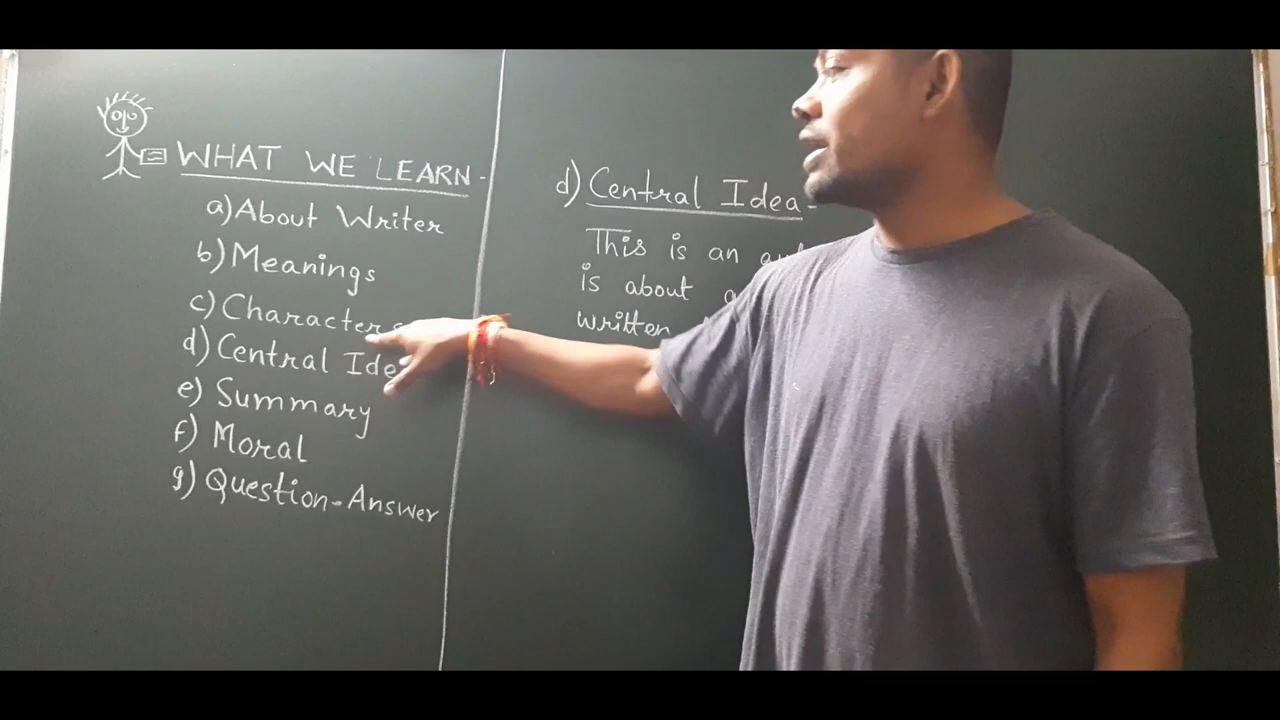 WHAT WE LEARN-
a) About Writer
b) Meanings
c) Characters
d) Central
e) Summary
f) Moral
g) Question-Answer
d) Central Idea-
This is an
is about
written